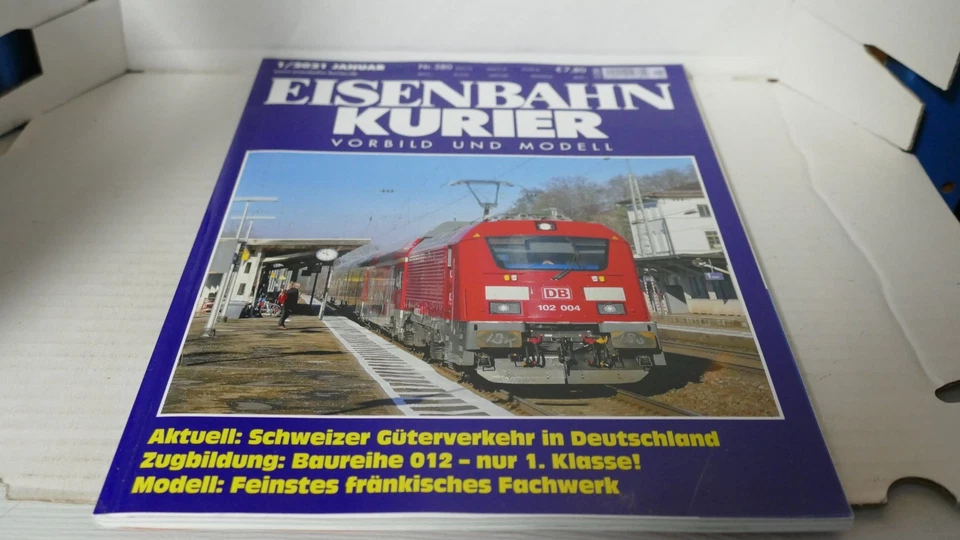 1/2021 JANUAR Nr. 580 €7,80
EISENBAHN
KURIER
VORBILD UND MODELL
DB
102 004
Aktuell: Schweizer Güterverkehr in Deutschland
Zugbildung: Baureihe 012 – nur 1. Klasse!
Modell: Feinstes fränkisches Fachwerk